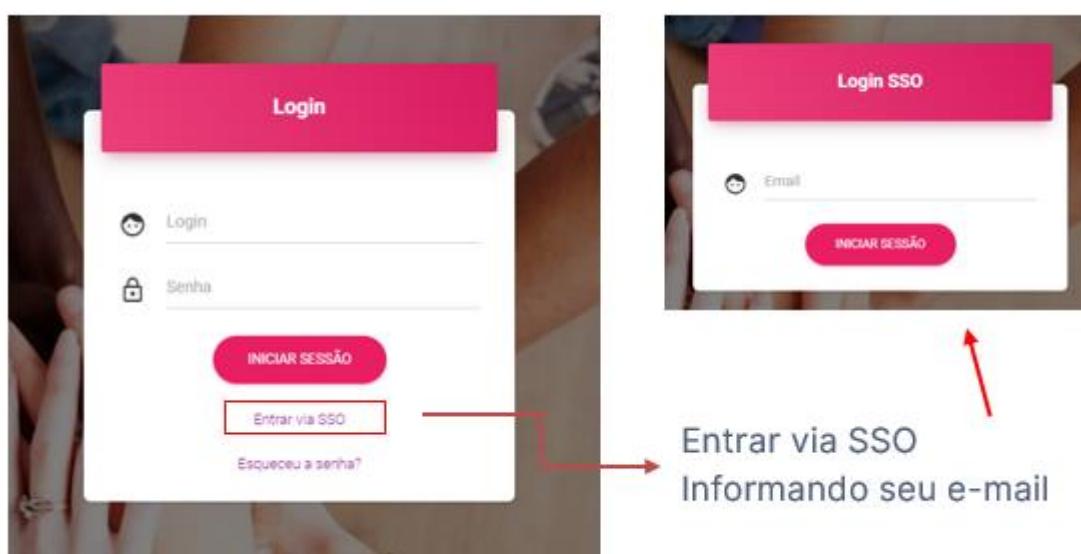 Login
Login
Senha
INICIAR SESSÃO
Entrar via SSO
Esqueceu a senha?
Login SSO
Email
INICIAR SESSÃO
Entrar via SSO
Informando seu e-mail